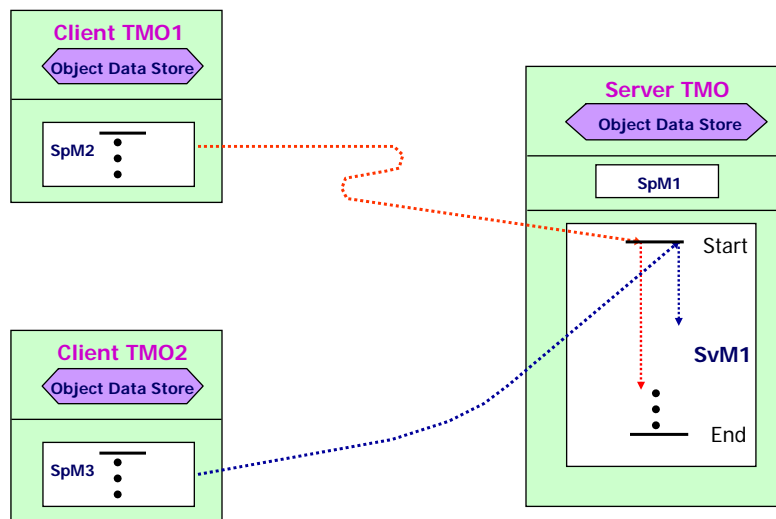 Client TMO1
Object Data Store
SpM2
Server TMO
Object Data Store
SpM1
Start
SvM1
End
Client TMO2
Object Data Store
SpM3